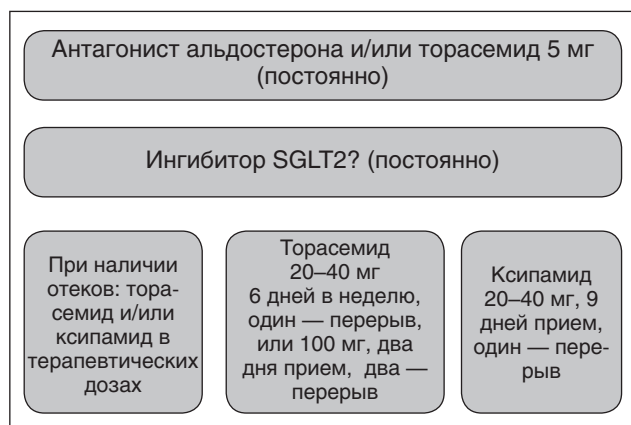 Антагонист альдостерона и/или торасемид 5 мг
(постоянно)
Ингибитор SGLT2? (постоянно)
При наличии
отеков: тора-
семид и/или
ксипамид в
терапевтических
дозах
Торасемид
20–40 мг
6 дней в неделю,
один — перерыв,
или 100 мг, два
дня прием, два —
перерыв
Ксипамид
20–40 мг, 9
дней прием,
один — пере-
рыв